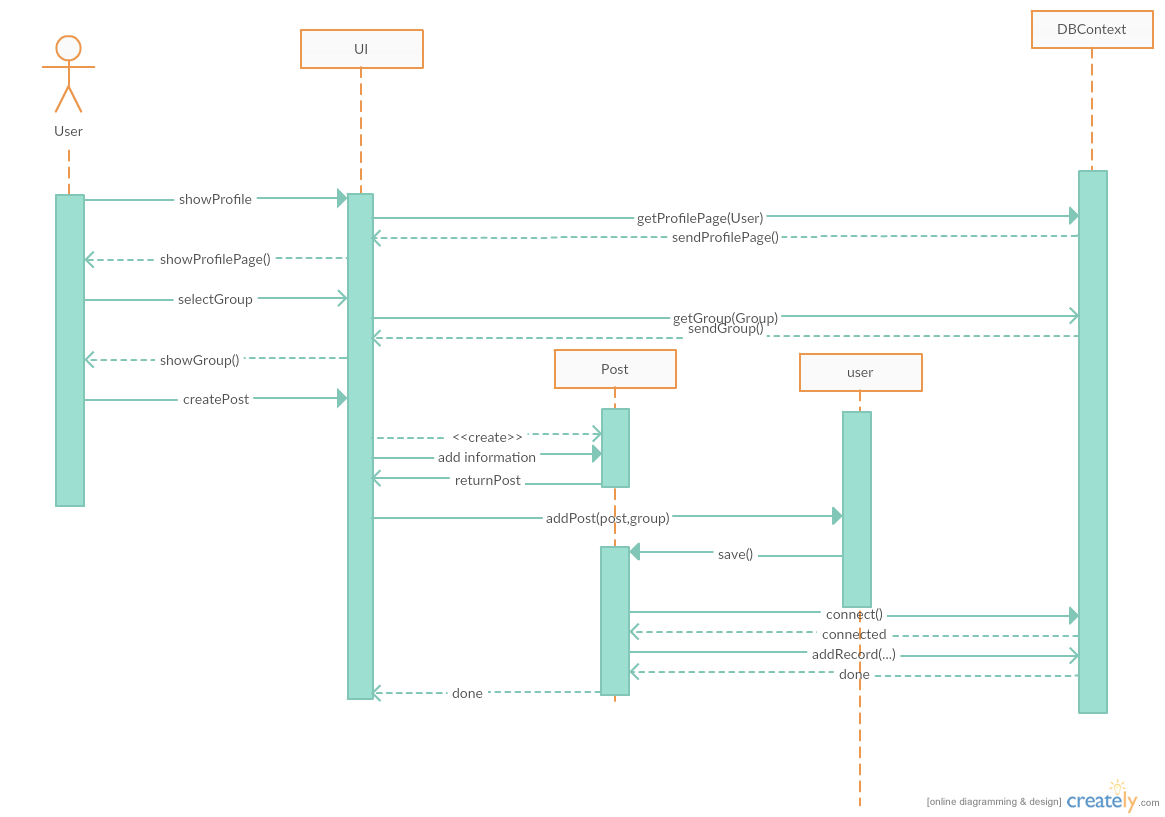 DBContext
UI
User
showProfile
getProfilePage(User)
sendProfilePage()
showProfilePage()
selectGroup
getGroup(Group)
sendGroup()
showGroup()
Post
user
createPost
<<create>>
add information
returnPost
addPost(post,group)
save()
connect()
connected
addRecord(...)
done
done
[online diagramming & design] creately.com